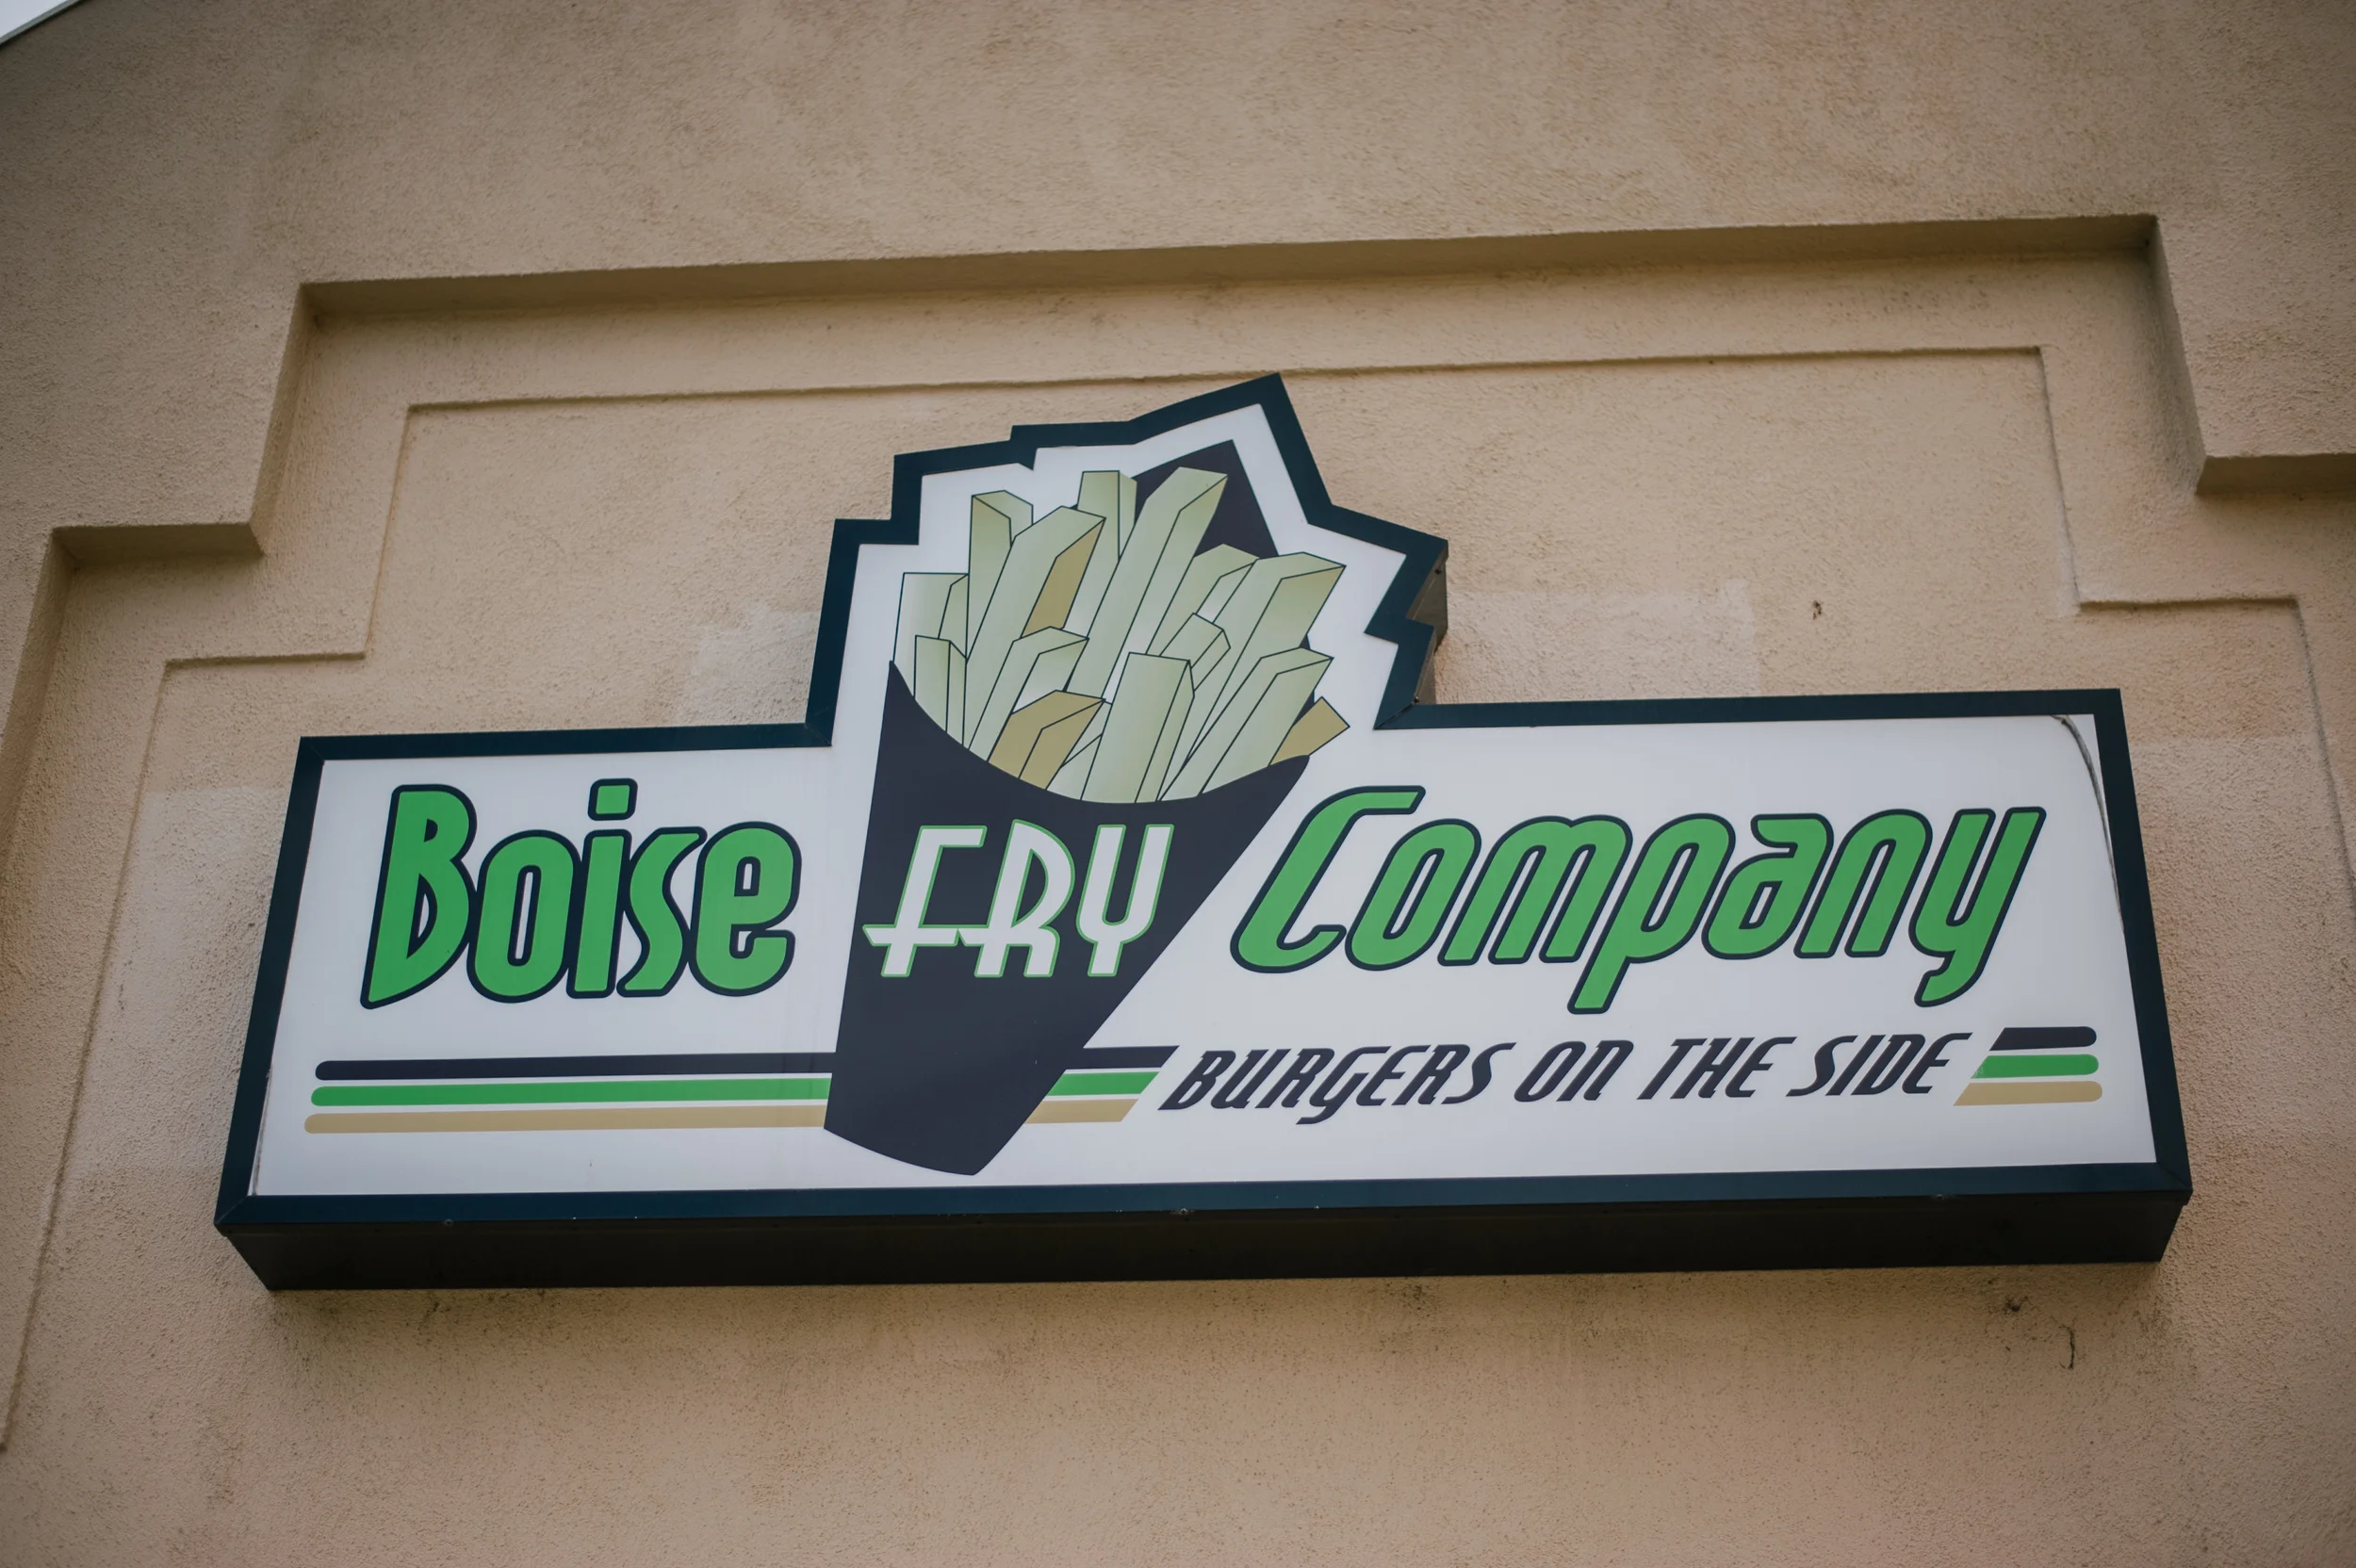 Boise FRY Company
BURGERS ON THE SIDE